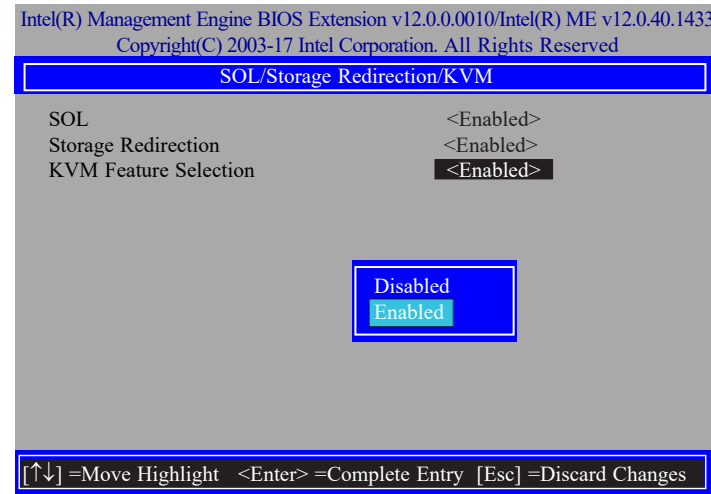 Intel(R) Management Engine BIOS Extension v12.0.0.0010/Intel(R) ME v12.0.40.1433
Copyright(C) 2003-17 Intel Corporation. All Rights Reserved
SOL/Storage Redirection/KVM
SOL <Enabled>
Storage Redirection <Enabled>
KVM Feature Selection <Enabled>
Disabled
Enabled
[↑↓] =Move Highlight <Enter> =Complete Entry [Esc] =Discard Changes